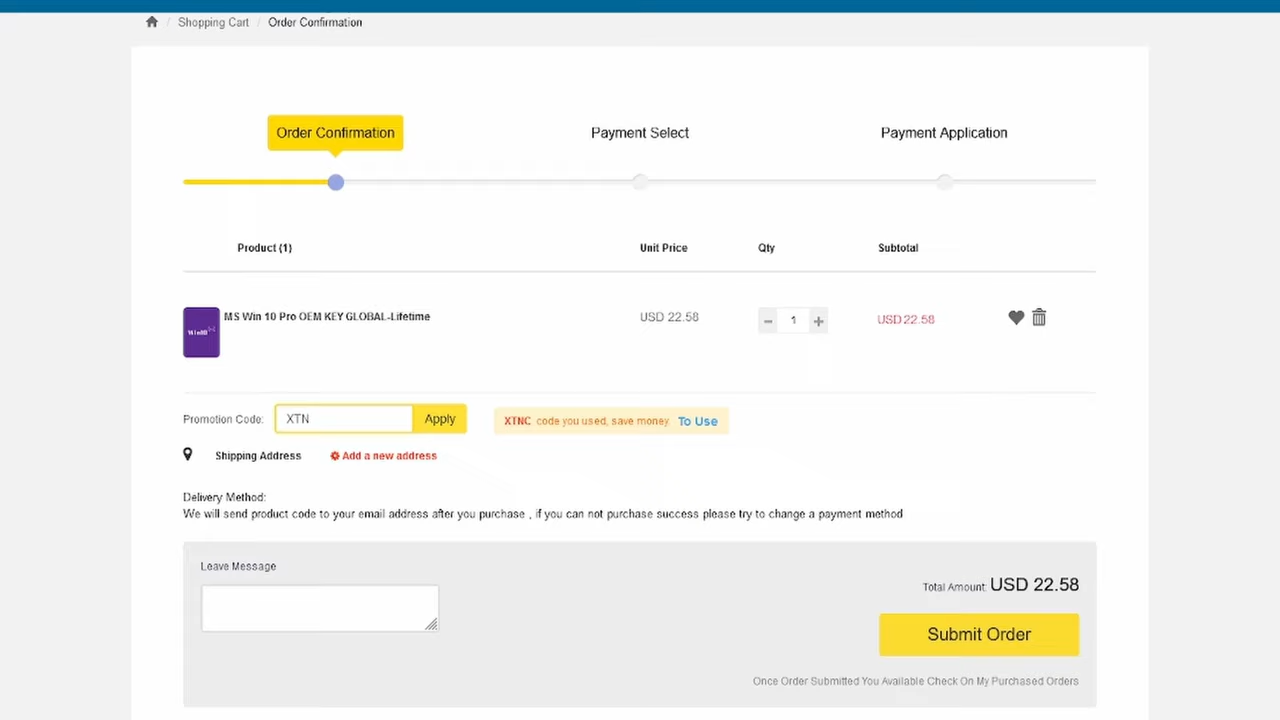 / Shopping Cart / Order Confirmation
Order Confirmation
Payment Select
Payment Application
Product (1)
Unit Price
Qty
Subtotal
MS Win 10 Pro OEM KEY GLOBAL-Lifetime
USD 22.58
− 1 +
USD 22.58
Win10
Promotion Code:
XTN
Apply
XTNC code you used, save money. To Use
Shipping Address
Add a new address
Delivery Method:
We will send product code to your email address after you purchase , if you can not purchase success please try to change a payment method
Leave Message
Total Amount: USD 22.58
Submit Order
Once Order Submitted You Available Check On My Purchased Orders